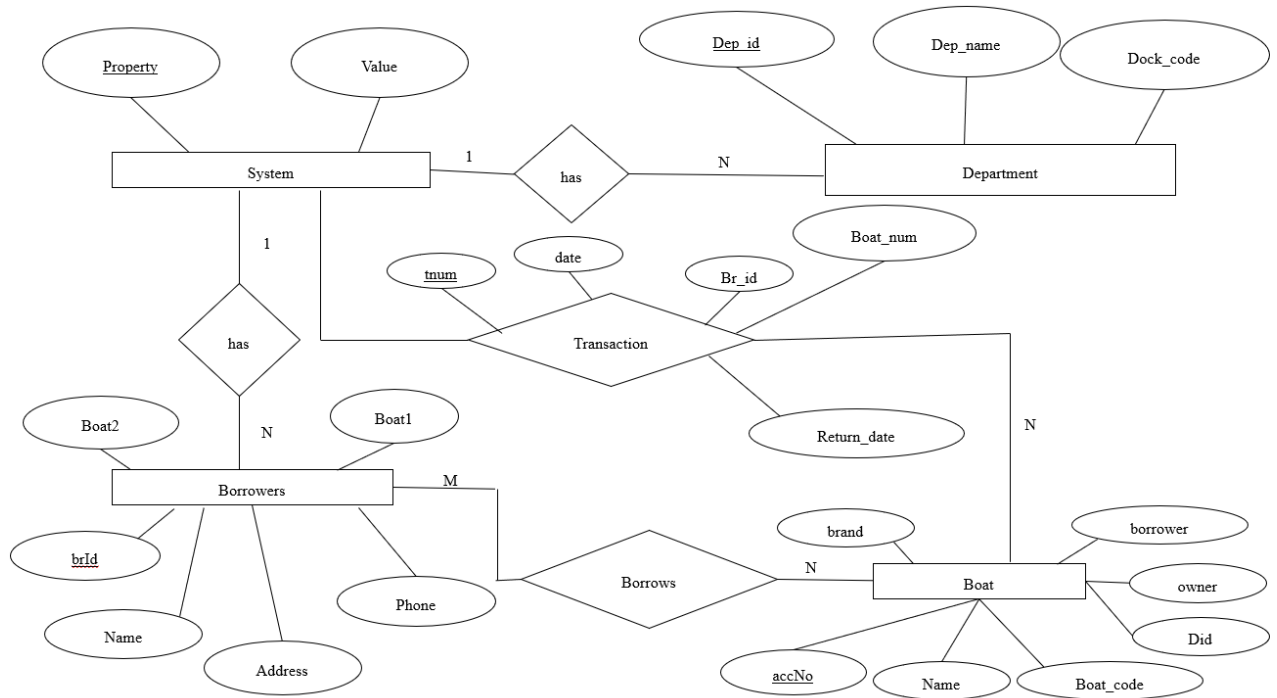 Property
Value
Dep_id
Dep_name
Dock_code
System
1
has
N
Department
1
tnum
date
Br_id
Boat_num
has
Transaction
Boat2
Boat1
N
Return_date
N
Borrowers
M
brId
Name
Address
Phone
Borrows
N
brand
borrower
Boat
owner
Did
accNo
Name
Boat_code